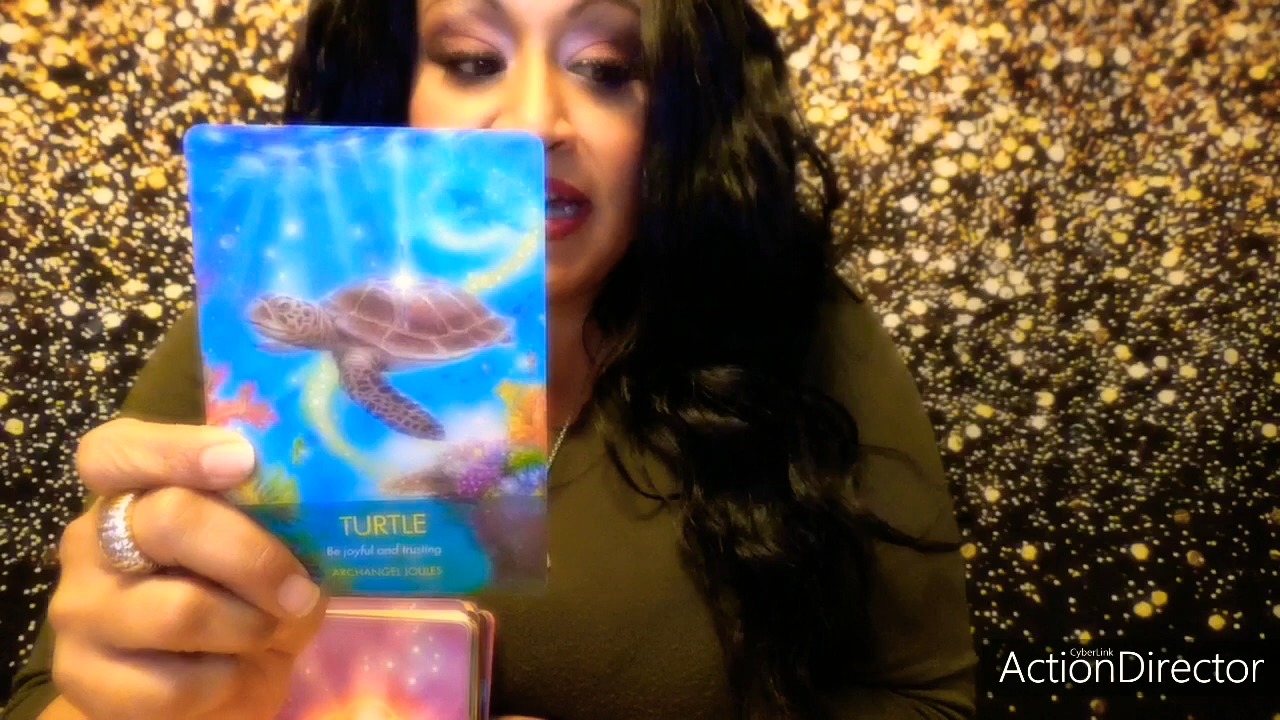 TURTLE
Be joyful and trusting
ARCHANGEL JOULES
CyberLink
ActionDirector